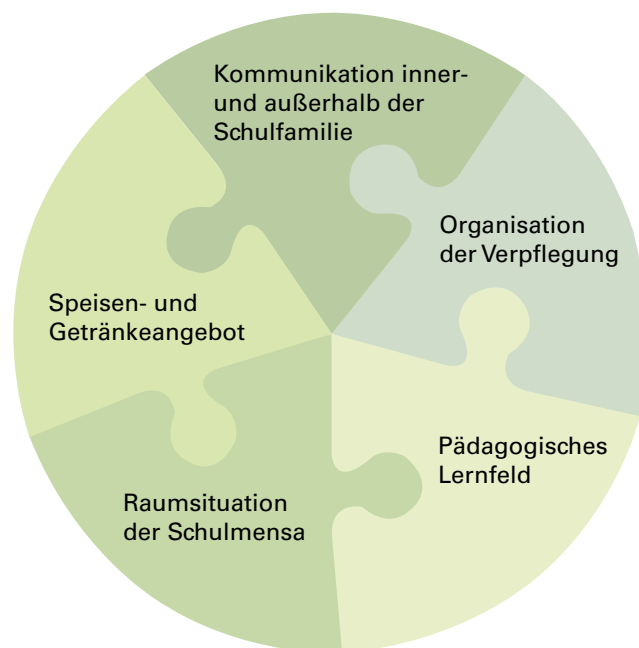 Kommunikation inner-
und außerhalb der
Schulfamilie
Organisation
der Verpflegung
Speisen- und
Getränkeangebot
Pädagogisches
Lernfeld
Raumsituation
der Schulmensa